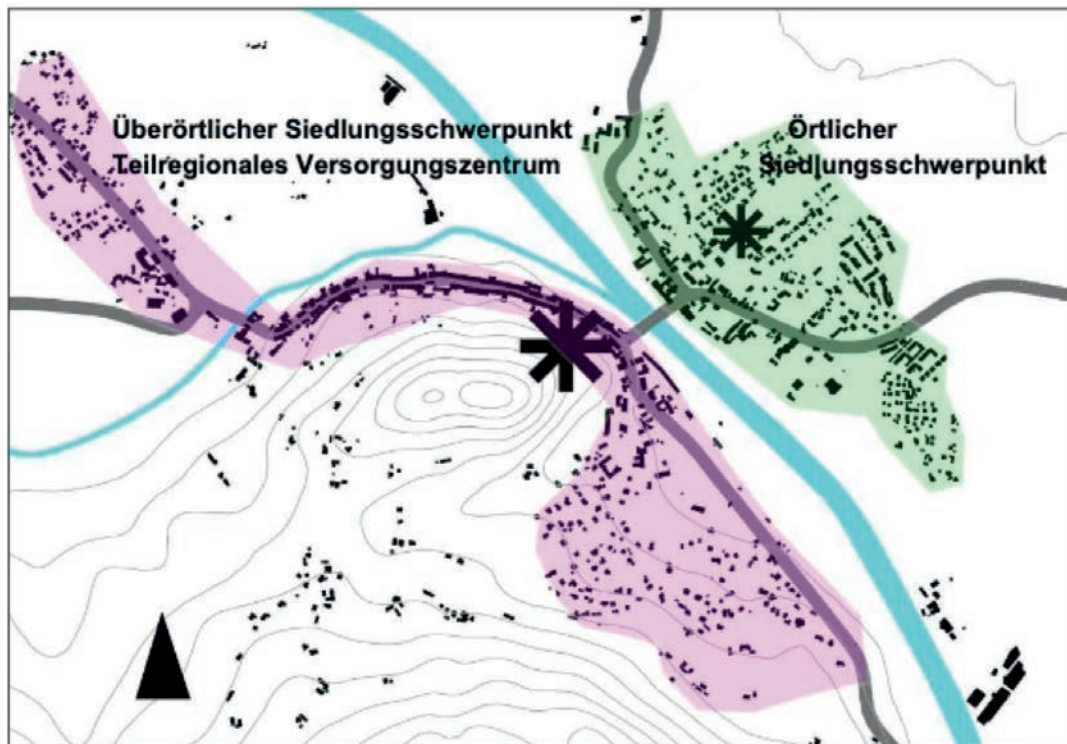 Überörtlicher Siedlungsschwerpunkt
Teilregionales Versorgungszentrum
Örtlicher
Siedlungsschwerpunkt